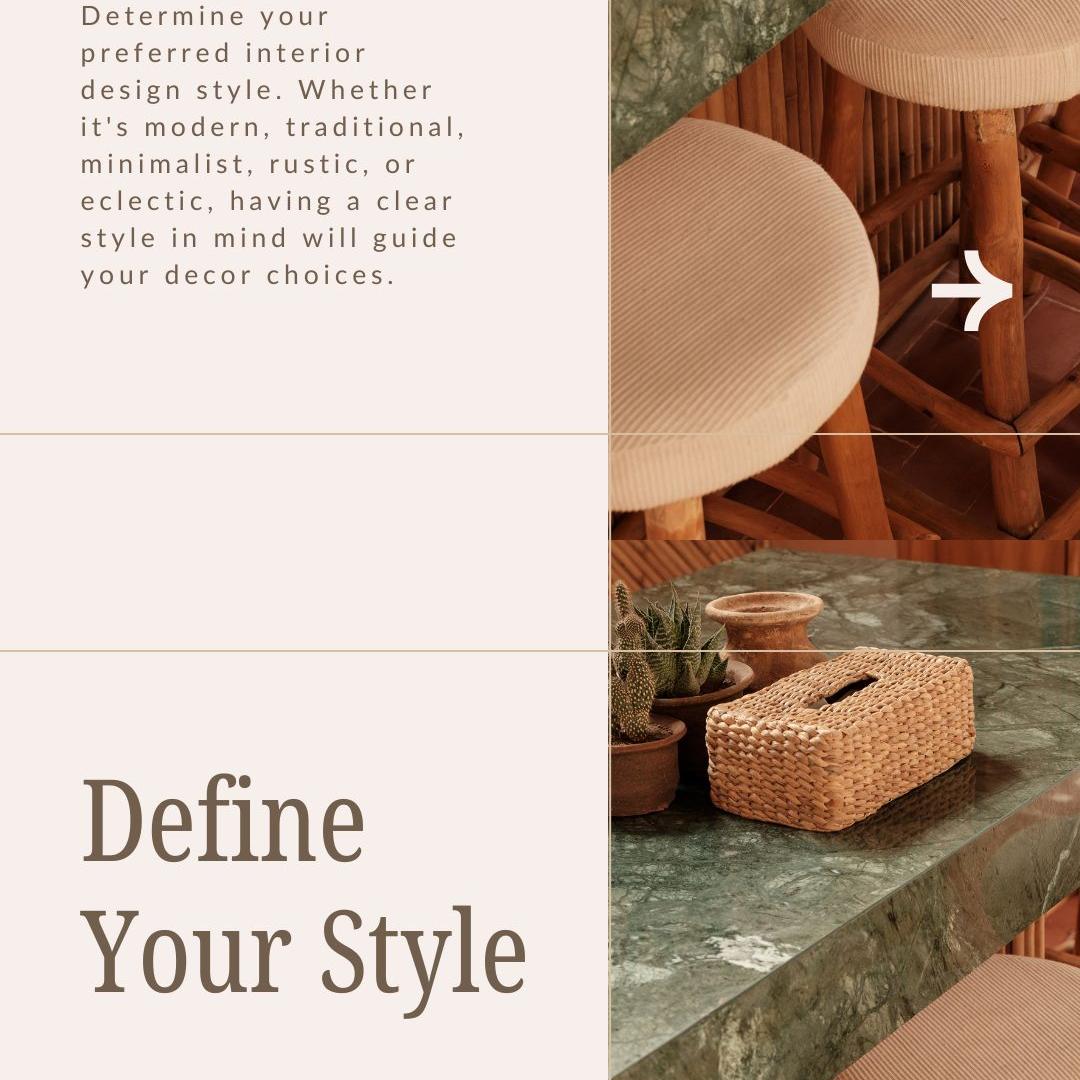 Determine your
preferred interior
design style. Whether
it's modern, traditional,
minimalist, rustic, or
eclectic, having a clear
style in mind will guide
your decor choices.
Define
Your Style